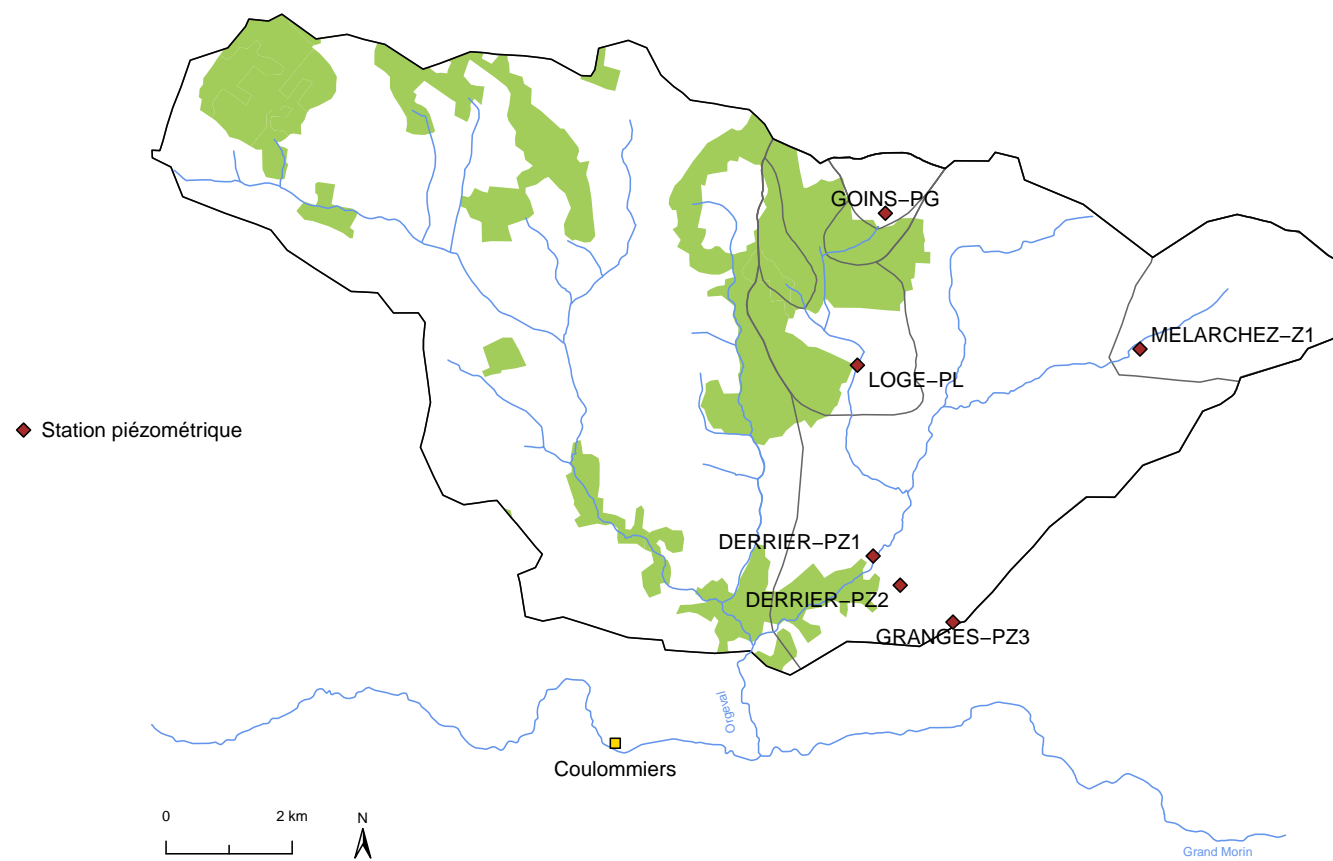 GOINS−PG
MELARCHEZ−Z1
LOGE−PL
Station piézométrique
DERRIER−PZ1
DERRIER−PZ2
GRANGES−PZ3
Orgeval
Coulommiers
0 2 km N
Grand Morin